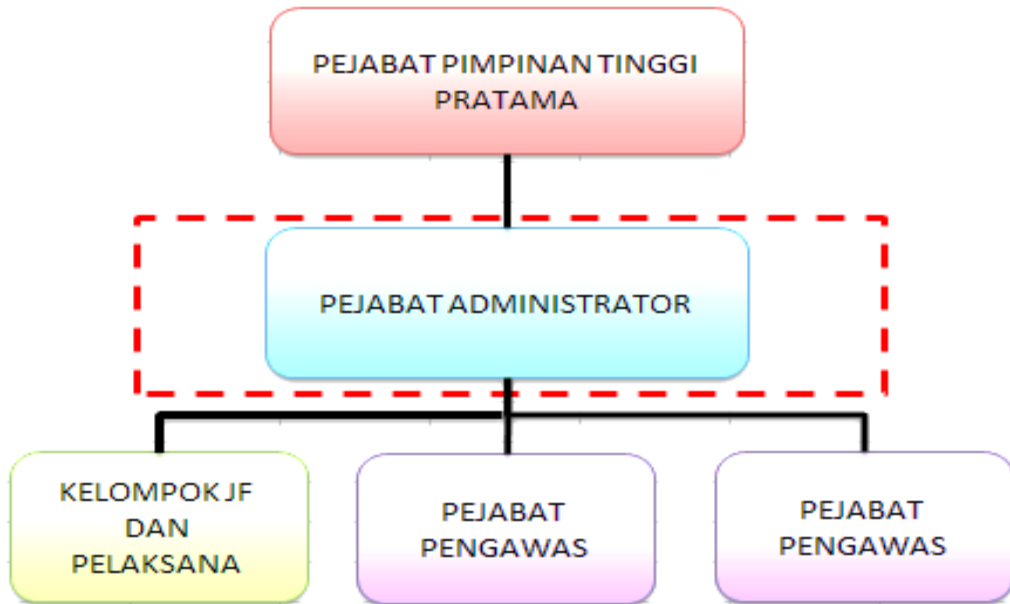 PEJABAT PIMPINAN TINGGI
PRATAMA
PEJABAT ADMINISTRATOR
KELOMPOK JF
DAN
PELAKSANA
PEJABAT
PENGAWAS
PEJABAT
PENGAWAS